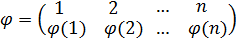 φ = ( 1 2 ... n )
( φ(1) φ(2) ... φ(n) )